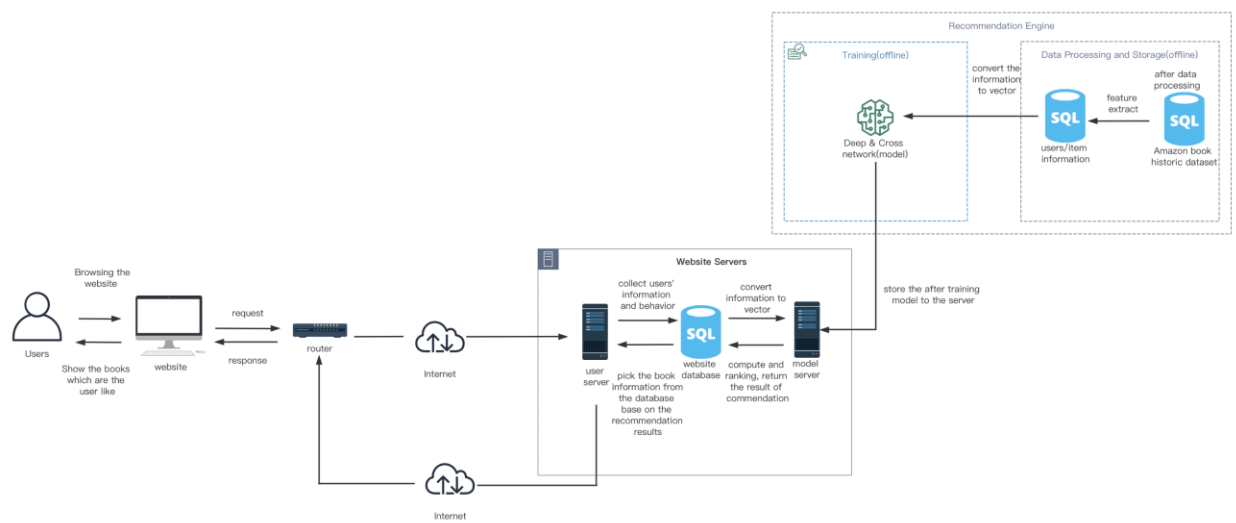 Recommendation Engine
Training(offline)
Data Processing and Storage(offline)
convert the
information
to vector
after data
processing
feature
extract
SQL
SQL
Deep & Cross
network(model)
users/item
information
Amazon book
historic dataset
Website Servers
Browsing the
website
collect users'
information
and behavior
convert
information to
vector
store the after training
model to the server
request
SQL
Users
response
router
website
Show the books
which are the
user like
Internet
user
server
website
database
model
server
pick the book
information from
the database
base on the
recommendation
results
compute and
ranking, return
the result of
commendation
Internet